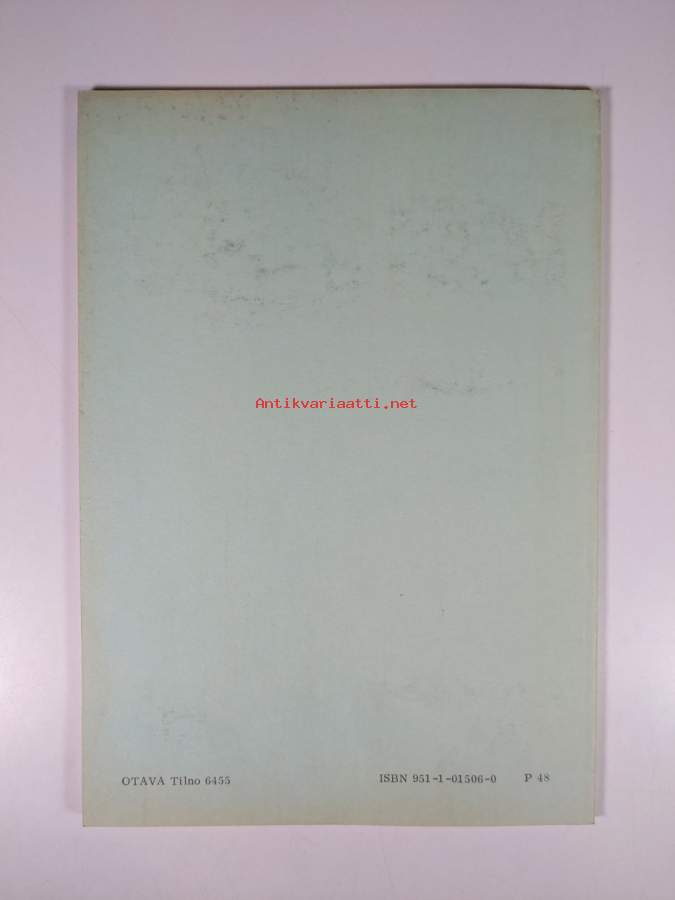 Antikvariaatti.net
OTAVA Tilno 6455 ISBN 951-1-01506-0 P 48